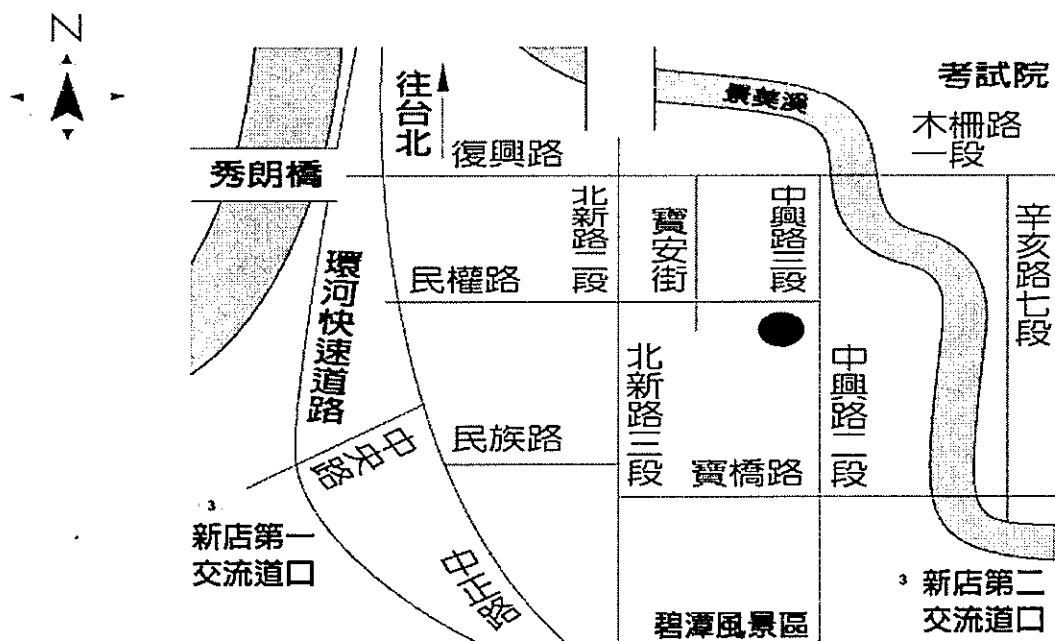 N
往台北
考試院
景美溪
木柵路
一段
復興路
秀朗橋
北新路二段
寶安街
中興路三段
辛亥路七段
環河快速道路
民權路
北新路三段
中興路二段
民族路
中央路
寶橋路
3
新店第一
交流道口
中正路
碧潭風景區
3
新店第二
交流道口